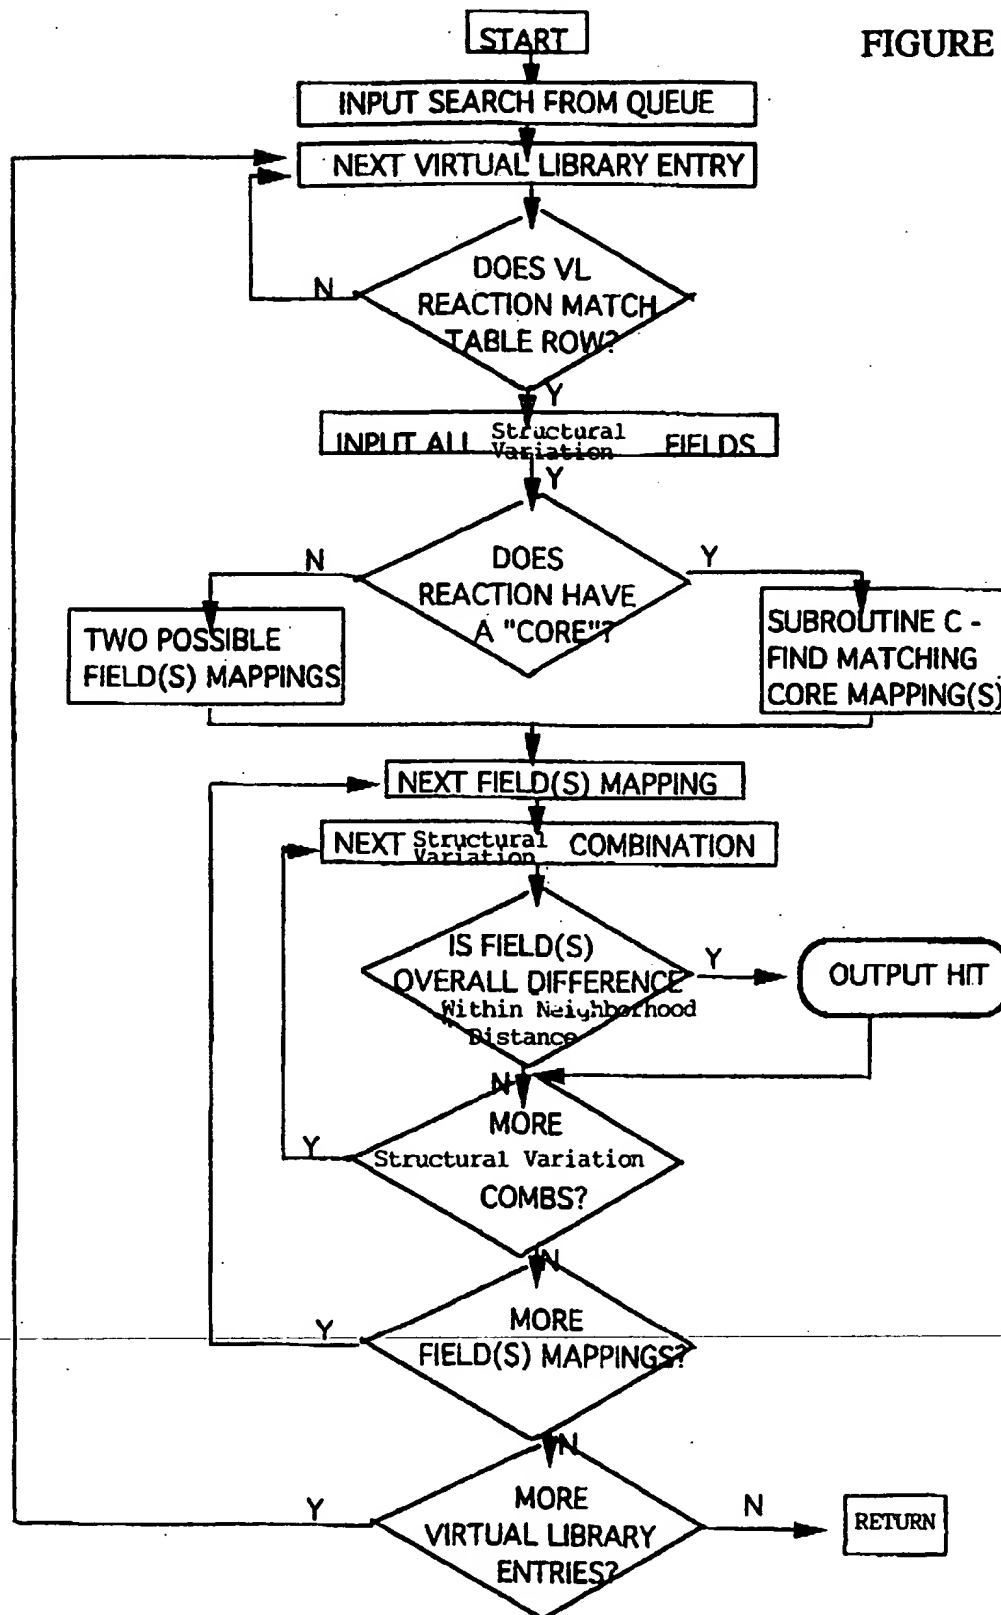 START
FIGURE
INPUT SEARCH FROM QUEUE
NEXT VIRTUAL LIBRARY ENTRY
DOES VL
REACTION MATCH
TABLE ROW?
N
Y
INPUT ALL Structural Variation FIELDS
Y
DOES
REACTION HAVE
A "CORE"?
N
Y
TWO POSSIBLE
FIELD(S) MAPPINGS
SUBROUTINE C -
FIND MATCHING
CORE MAPPING(S)
NEXT FIELD(S) MAPPING
NEXT Structural Variation COMBINATION
IS FIELD(S)
OVERALL DIFFERENCE
Within Neighborhood
Distance
Y
OUTPUT HIT
N
MORE
Structural Variation
COMBS?
Y
N
MORE
FIELD(S) MAPPINGS?
Y
N
MORE
VIRTUAL LIBRARY
ENTRIES?
Y
N
RETURN